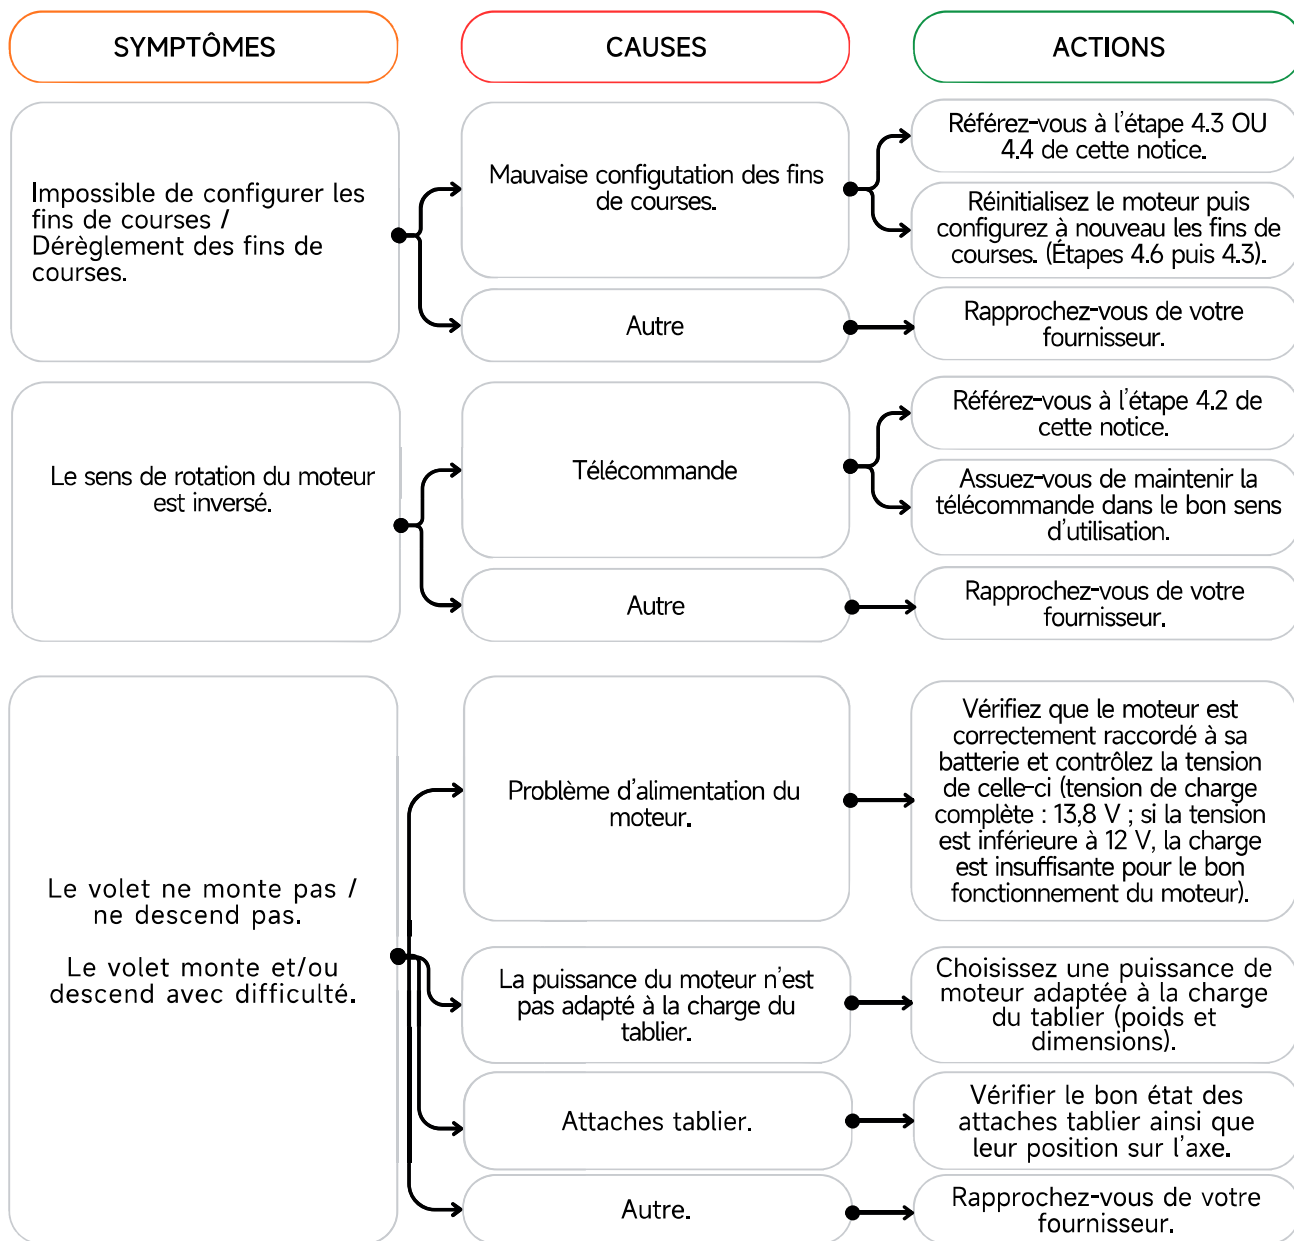 SYMPTÔMES
CAUSES
ACTIONS
Impossible de configurer les
fins de courses /
Dérèglement des fins de
courses.
Mauvaise configutation des fins
de courses.
Référez-vous à l'étape 4.3 OU
4.4 de cette notice.
Réinitialisez le moteur puis
configurez à nouveau les fins de
courses. (Étapes 4.6 puis 4.3).
Autre
Rapprochez-vous de votre
fournisseur.
Le sens de rotation du moteur
est inversé.
Télécommande
Référez-vous à l'étape 4.2 de
cette notice.
Assuez-vous de maintenir la
télécommande dans le bon sens
d'utilisation.
Autre
Rapprochez-vous de votre
fournisseur.
Le volet ne monte pas /
ne descend pas.
Le volet monte et/ou
descend avec difficulté.
Problème d'alimentation du
moteur.
Vérifiez que le moteur est
correctement raccordé à sa
batterie et contrôlez la tension
de celle-ci (tension de charge
complète : 13,8 V ; si la tension
est inférieure à 12 V, la charge
est insuffisante pour le bon
fonctionnement du moteur).
La puissance du moteur n'est
pas adapté à la charge du
tablier.
Choisissez une puissance de
moteur adaptée à la charge
du tablier (poids et
dimensions).
Attaches tablier.
Vérifier le bon état des
attaches tablier ainsi que
leur position sur l'axe.
Autre.
Rapprochez-vous de votre
fournisseur.